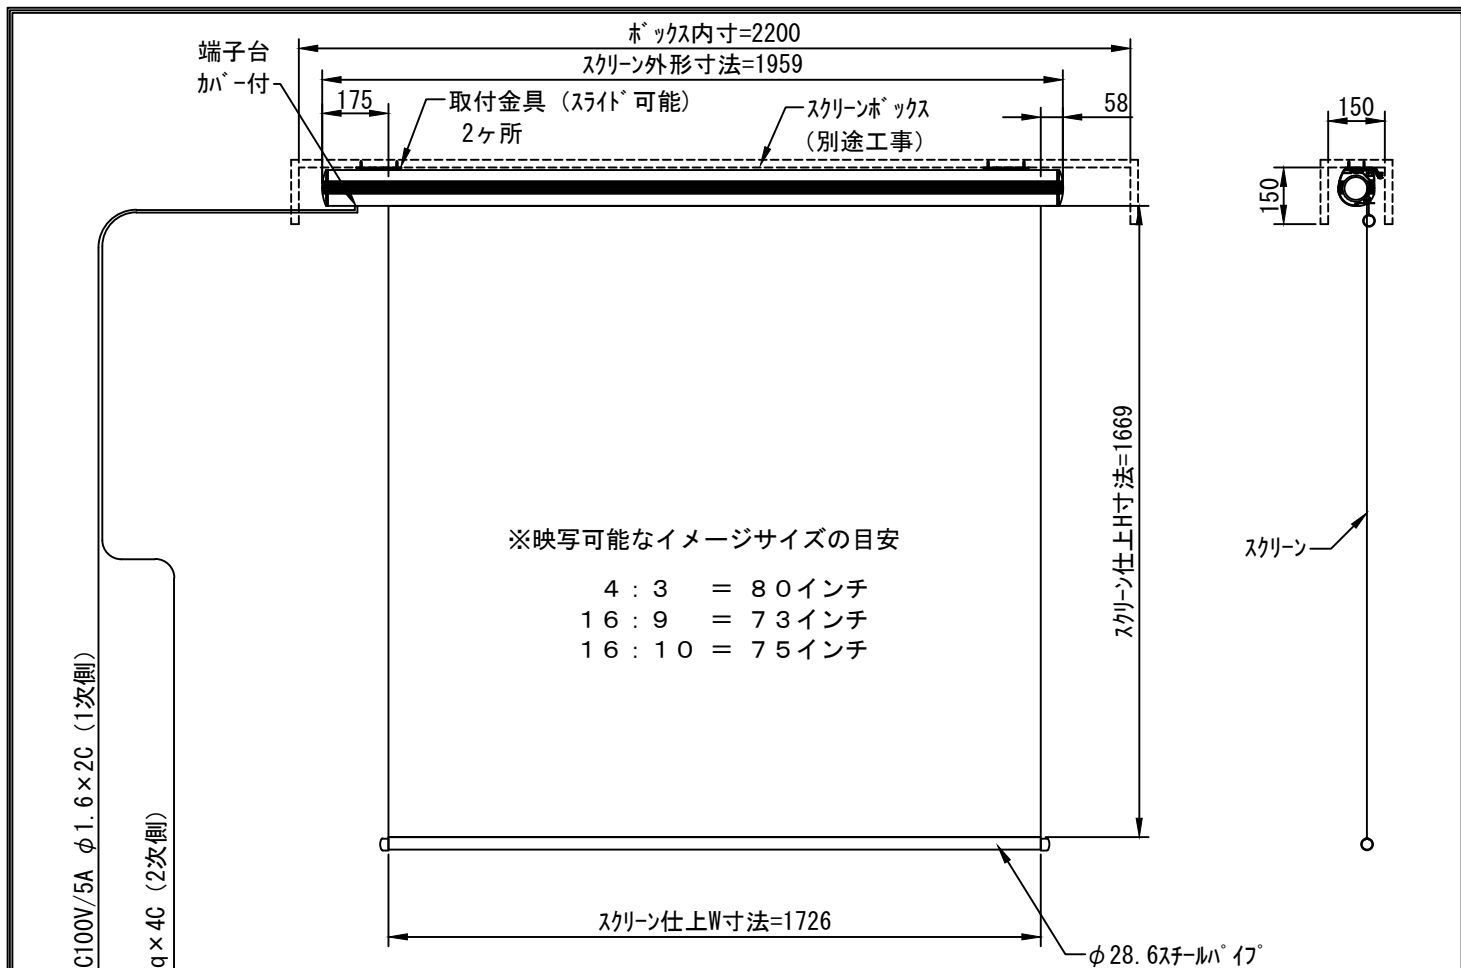 ﾎﾞｯｸｽ内寸=2200
ｽｸﾘｰﾝ外形寸法=1959
端子台
ｶﾊﾞｰ付
175
取付金具（ｽﾗｲﾄﾞ可能）
2ヶ所
ｽｸﾘｰﾝﾎﾞｯｸｽ
（別途工事）
58
150
150
ｽｸﾘｰﾝ仕上H寸法=1669
ｽｸﾘｰﾝ
※映写可能なイメージサイズの目安
４：３　＝ ８０インチ
１６：９　＝ ７３インチ
１６：１０ ＝ ７５インチ
C100V/5A φ1.6×2C（1次側）
q×4C（2次側）
ｽｸﾘｰﾝ仕上W寸法=1726
φ28.6ｽﾁｰﾙﾊﾟｲﾌﾟ